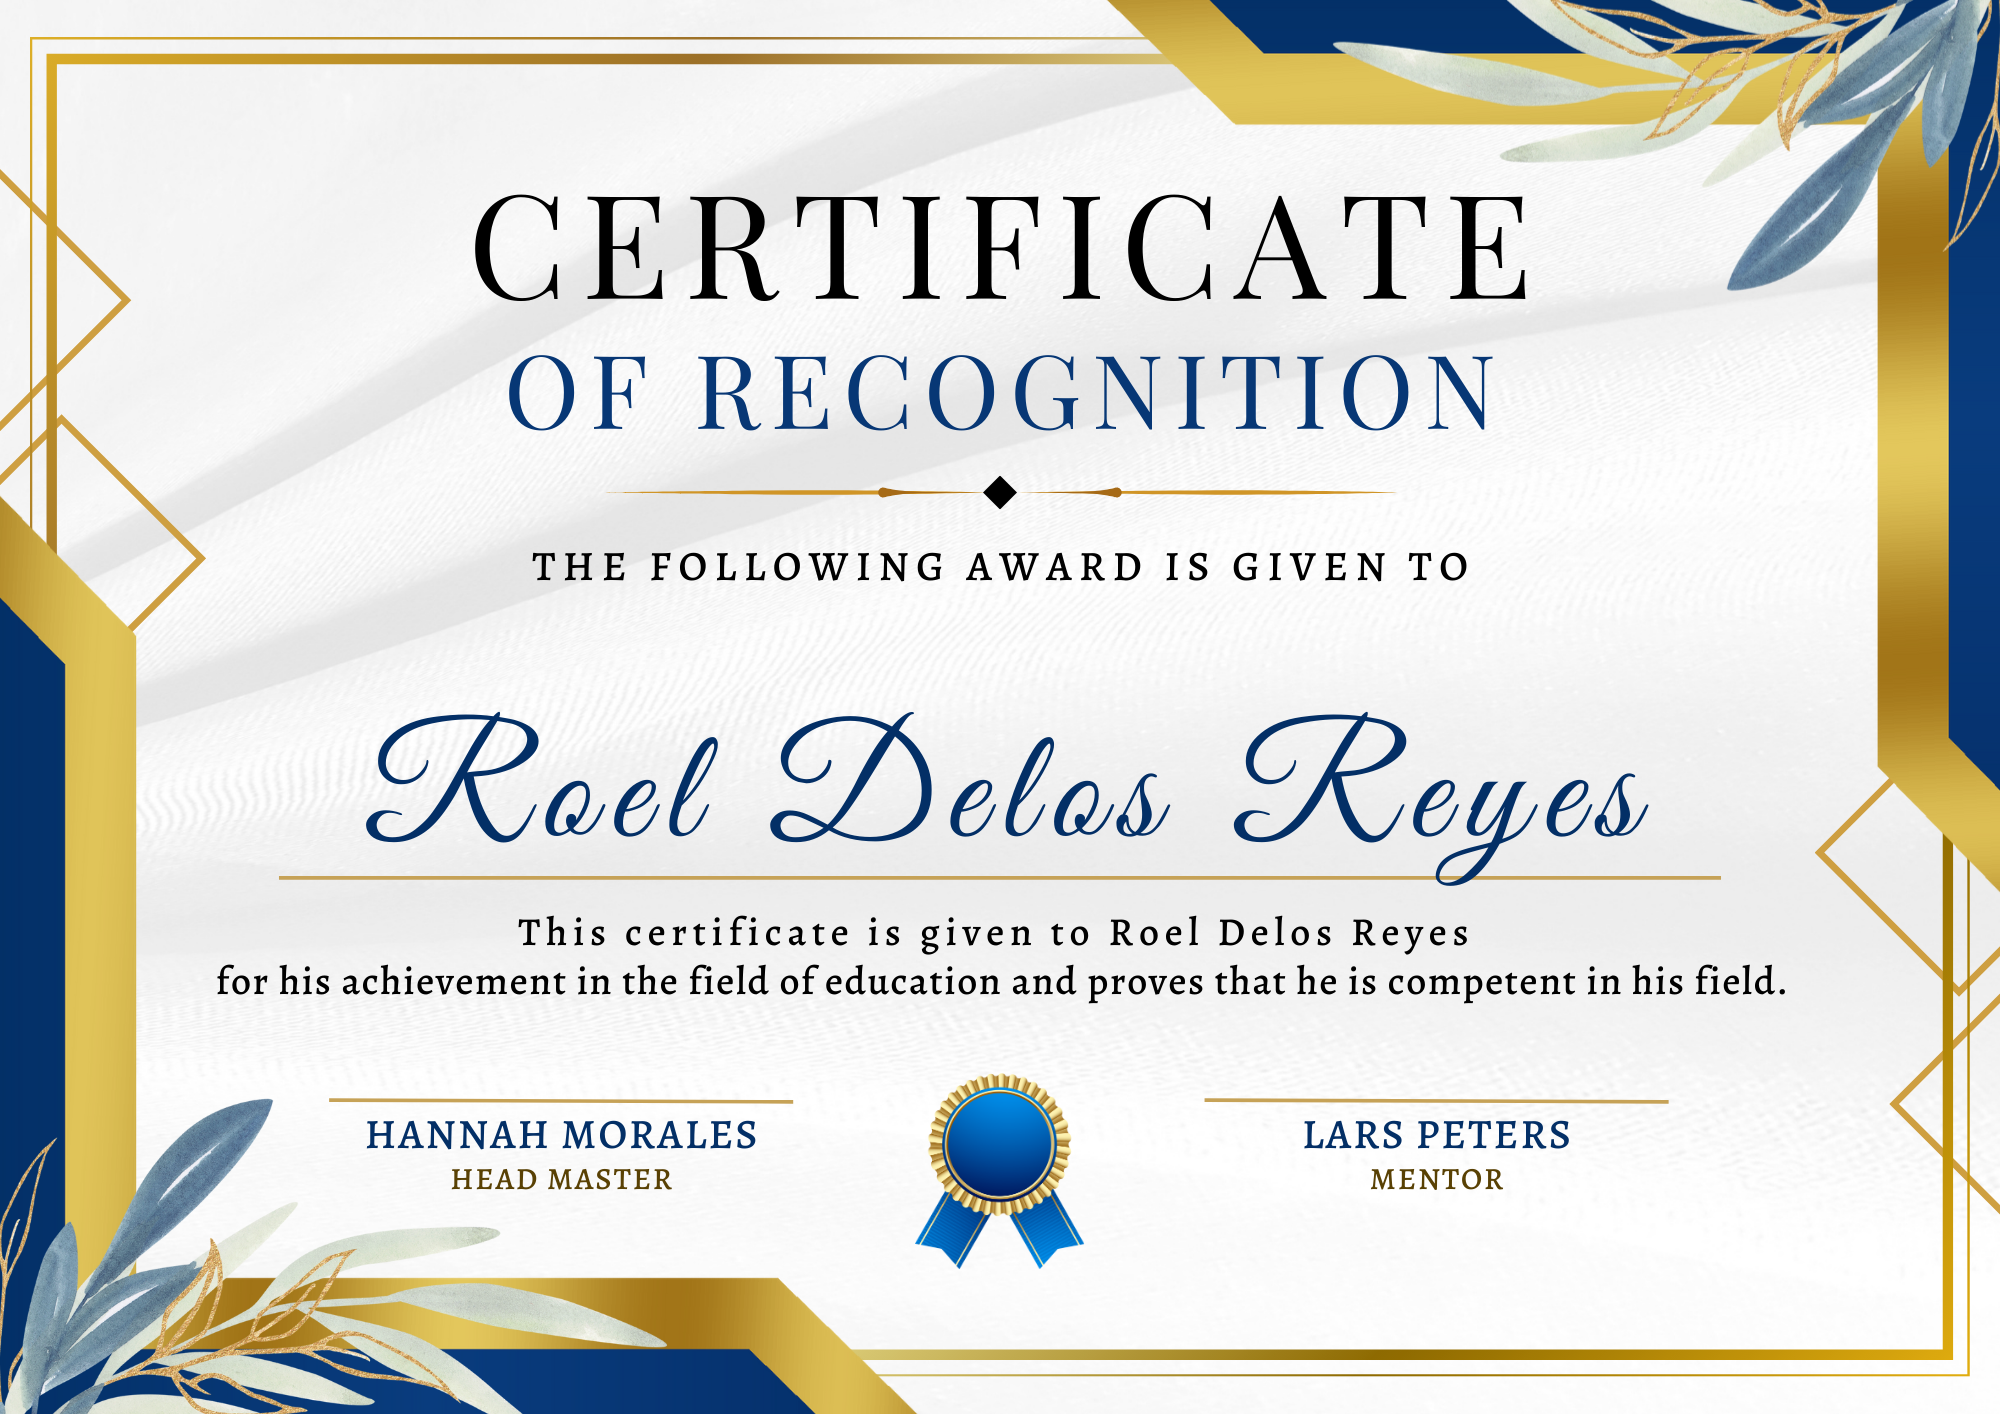 CERTIFICATE
OF RECOGNITION
THE FOLLOWING AWARD IS GIVEN TO
Roel Delos Reyes
This certificate is given to Roel Delos Reyes
for his achievement in the field of education and proves that he is competent in his field.
HANNAH MORALES
HEAD MASTER
LARS PETERS
MENTOR